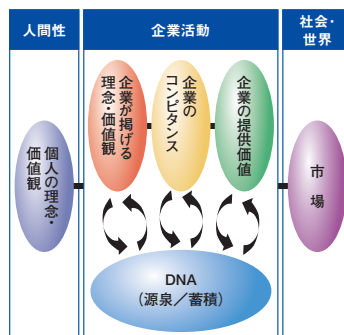 人間性
企業活動
社会・
世界
個人の理念・
価値観
企業が掲げる
理念・価値観
企業の
コンピタンス
企業の提供価値
市場
DNA
（源泉／蓄積）